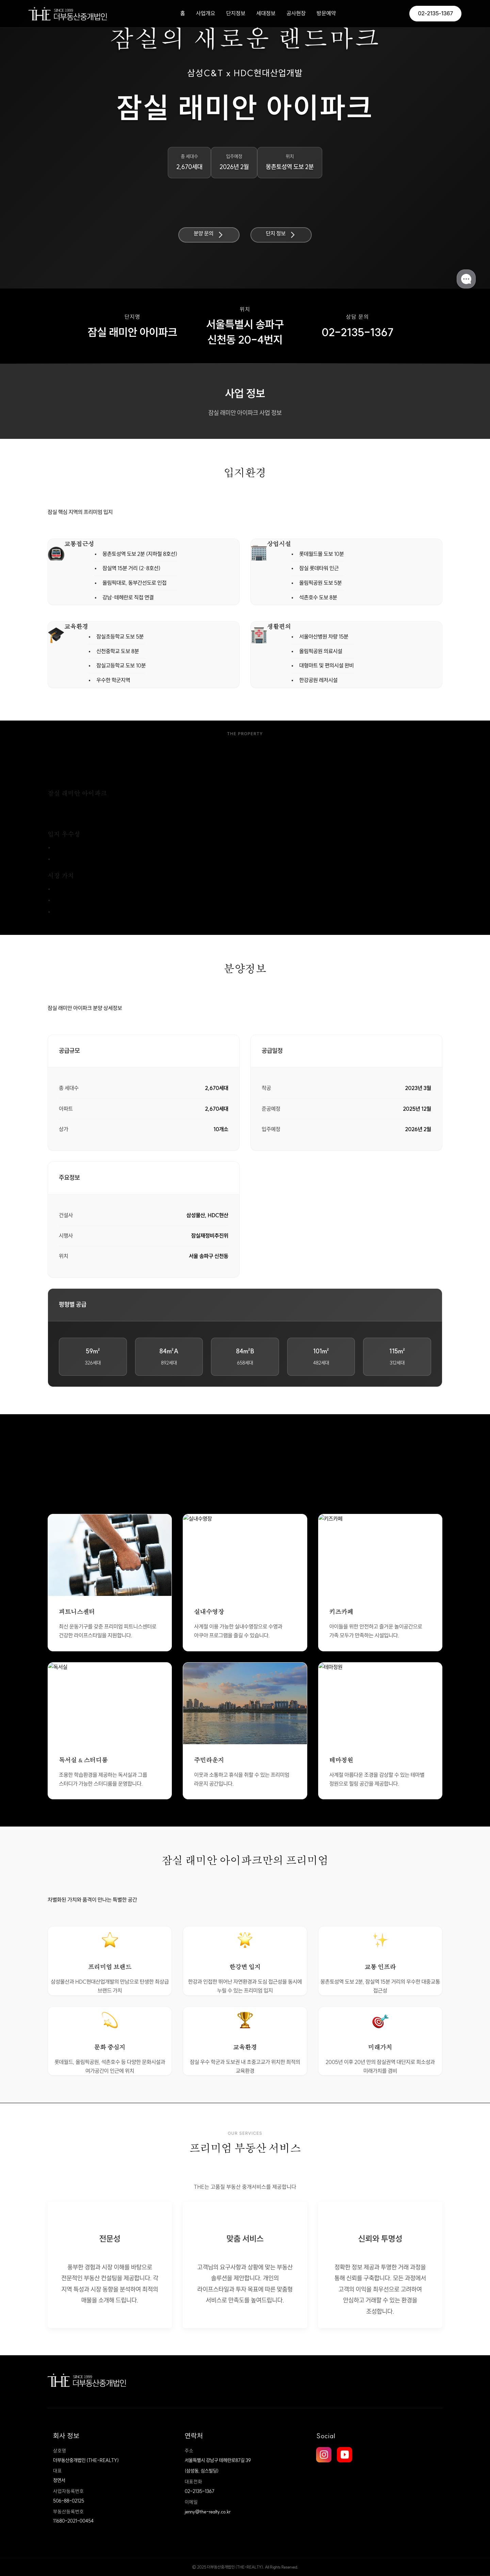 THE SINCE 1999
더부동산중개법인
홈 사업개요 단지정보 세대정보 공사현장 방문예약
02-2135-1367
잠실의 새로운 랜드마크
삼성C&T x HDC현대산업개발
잠실 래미안 아이파크
총 세대수 입주예정 위치
2,670세대 2026년 2월 몽촌토성역 도보 2분
분양 문의 단지 정보
단지명 위치 상담 문의
잠실 래미안 아이파크 서울특별시 송파구 02-2135-1367
신천동 20-4번지
사업 정보
잠실 래미안 아이파크 사업 정보
입지환경
잠실 핵심 지역의 프리미엄 입지
교통접근성
몽촌토성역 도보 2분 (지하철 8호선)
잠실역 15분 거리 (2·8호선)
올림픽대로, 동부간선도로 인접
강남·테헤란로 직접 연결
상업시설
롯데월드몰 도보 10분
잠실 롯데타워 인근
올림픽공원 도보 5분
석촌호수 도보 8분
교육환경
잠실초등학교 도보 5분
신천중학교 도보 8분
잠실고등학교 도보 10분
우수한 학군지역
생활편의
서울아산병원 차량 15분
올림픽공원 의료시설
대형마트 및 편의시설 완비
한강공원 레저시설
THE PROPERTY
잠실 래미안 아이파크
입지 우수성
분양정보
잠실 래미안 아이파크 분양 상세정보
공급규모
총 세대수 2,670세대
아파트 2,670세대
상가 10개소
공급일정
착공 2023년 3월
준공예정 2025년 12월
입주예정 2026년 2월
주요정보
건설사 삼성물산, HDC현산
시행사 잠실재정비추진위
위치 서울 송파구 신천동
평형별 공급
59㎡ 84㎡A 84㎡B 101㎡ 115㎡
326세대 892세대 658세대 482세대 312세대
실내수영장 키즈카페
피트니스센터
최신 운동기구를 갖춘 프리미엄 피트니스센터로
건강한 라이프스타일을 지원합니다.
실내수영장
사계절 이용 가능한 실내수영장으로 수영과
아쿠아 프로그램을 즐길 수 있습니다.
키즈카페
아이들을 위한 안전하고 즐거운 놀이공간으로
가족 모두가 만족하는 시설입니다.
독서실 테마정원
독서실 & 스터디룸
조용한 학습환경을 제공하는 독서실과 그룹
스터디가 가능한 스터디룸을 운영합니다.
주민라운지
이웃과 소통하고 휴식을 취할 수 있는 프리미엄
라운지 공간입니다.
테마정원
사계절 아름다운 조경을 감상할 수 있는 테마별
정원으로 힐링 공간을 제공합니다.
잠실 래미안 아이파크만의 프리미엄
차별화된 가치와 품격이 만나는 특별한 공간
프리미엄 브랜드
삼성물산과 HDC현대산업개발의 만남으로 탄생한 최상급
브랜드 가치
한강변 입지
한강과 인접한 뛰어난 자연환경과 도심 접근성을 동시에
누릴 수 있는 프리미엄 입지
교통 인프라
몽촌토성역 도보 2분, 잠실역 15분 거리의 우수한 대중교통
접근성
문화 중심지
롯데월드, 올림픽공원, 석촌호수 등 다양한 문화시설과
여가공간이 인근에 위치
교육환경
잠실 우수 학군과 도보권 내 초중고교가 위치한 최적의
교육환경
미래가치
2005년 이후 20년 만의 잠실권역 대단지로 희소성과
미래가치를 겸비
OUR SERVICES
프리미엄 부동산 서비스
THE는 고품질 부동산 중개서비스를 제공합니다
전문성
풍부한 경험과 시장 이해를 바탕으로
전문적인 부동산 컨설팅을 제공합니다. 각
지역 특성과 시장 동향을 분석하여 최적의
매물을 소개해 드립니다.
맞춤 서비스
고객님의 요구사항과 상황에 맞는 부동산
솔루션을 제안합니다. 개인의
라이프스타일과 투자 목표에 따른 맞춤형
서비스로 만족도를 높여드립니다.
신뢰와 투명성
정확한 정보 제공과 투명한 거래 과정을
통해 신뢰를 구축합니다. 모든 과정에서
고객의 이익을 최우선으로 고려하여
안심하고 거래할 수 있는 환경을
조성합니다.
THE SINCE 1999
더부동산중개법인
회사 정보
상호명
더부동산중개법인 (THE-REALTY)
대표
정연서
사업자등록번호
506-88-02125
부동산등록번호
11680-2021-00454
연락처
주소
서울특별시 강남구 테헤란로87길 39
(삼성동, 심스빌딩)
대표전화
02-2135-1367
이메일
jenny@the-realty.co.kr
Social
© 2025 더부동산중개법인 (THE-REALTY). All Rights Reserved.